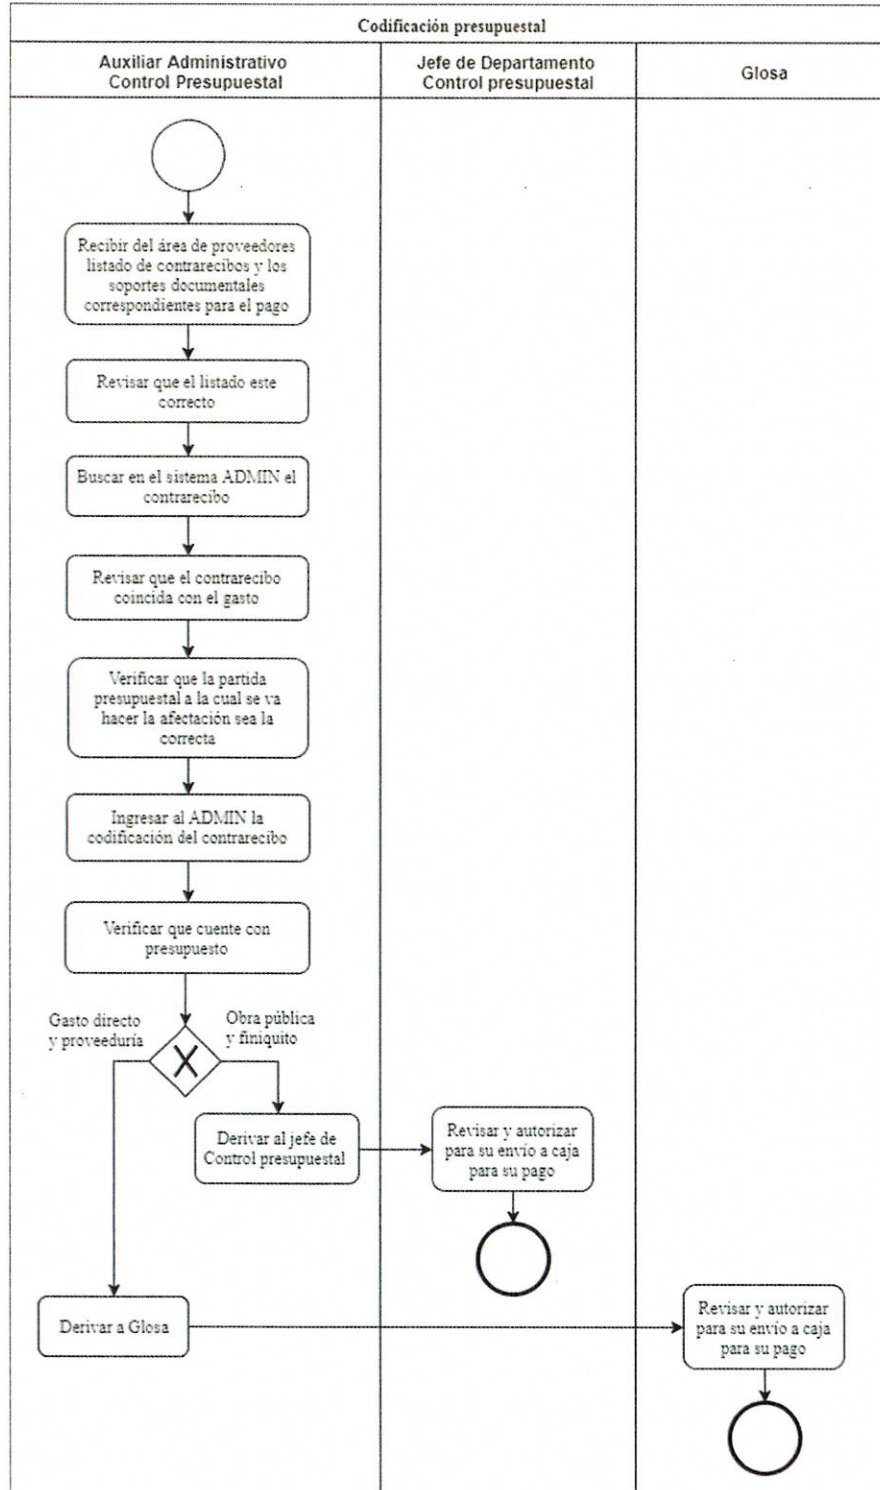 Codificación presupuestal
Auxiliar Administrativo
Control Presupuestal
Jefe de Departamento
Control presupuestal
Glosa
Recibir del área de proveedores
listado de contrarecibos y los
soportes documentales
correspondientes para el pago
Revisar que el listado este
correcto
Buscar en el sistema ADMIN el
contrarecibo
Revisar que el contrarecibo
coincida con el gasto
Verificar que la partida
presupuestal a la cual se va
hacer la afectación sea la
correcta
Ingresar al ADMIN la
codificación del contrarecibo
Verificar que cuente con
presupuesto
Gasto directo
y proveeduría
Obra pública
y finiquito
Derivar al jefe de
Control presupuestal
Revisar y autorizar
para su envío a caja
para su pago
Derivar a Glosa
Revisar y autorizar
para su envío a caja
para su pago